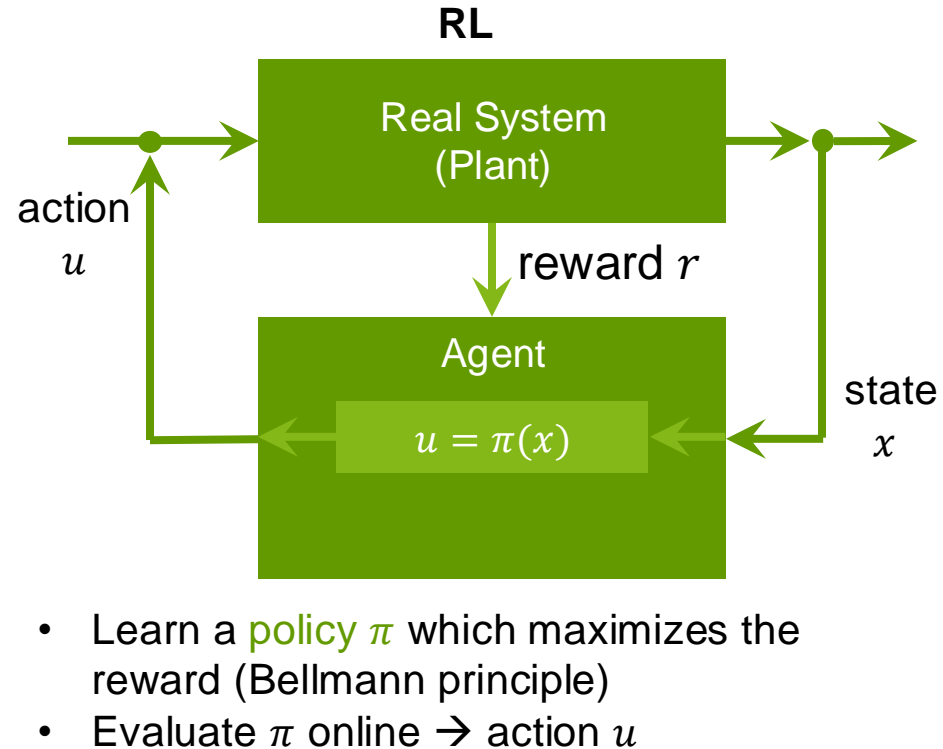 RL
Real System
(Plant)
action
𝑢
reward 𝑟
Agent
𝑢 = 𝜋(𝑥)
state
𝑥
• Learn a policy 𝜋 which maximizes the
reward (Bellmann principle)
• Evaluate 𝜋 online → action 𝑢